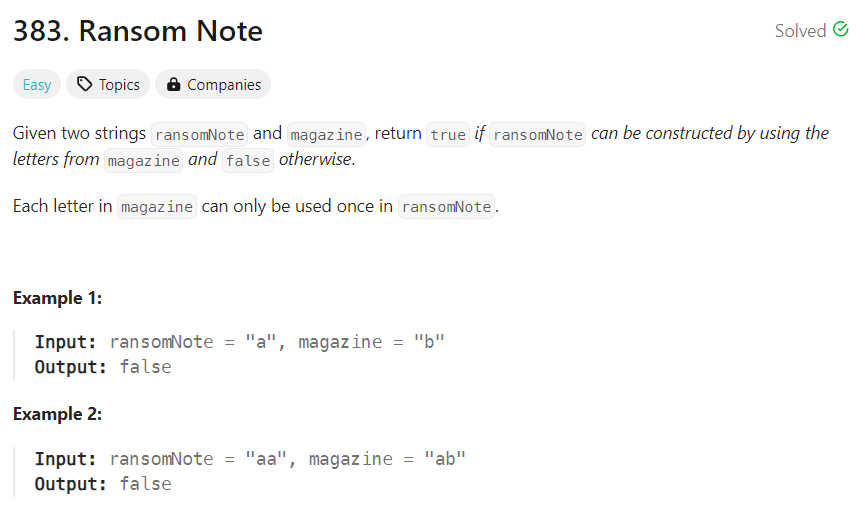 383. Ransom Note
Solved
Easy Topics Companies
Given two strings ransomNote and magazine, return true if ransomNote can be constructed by using the
letters from magazine and false otherwise.
Each letter in magazine can only be used once in ransomNote.
Example 1:
Input: ransomNote = "a", magazine = "b"
Output: false
Example 2:
Input: ransomNote = "aa", magazine = "ab"
Output: false